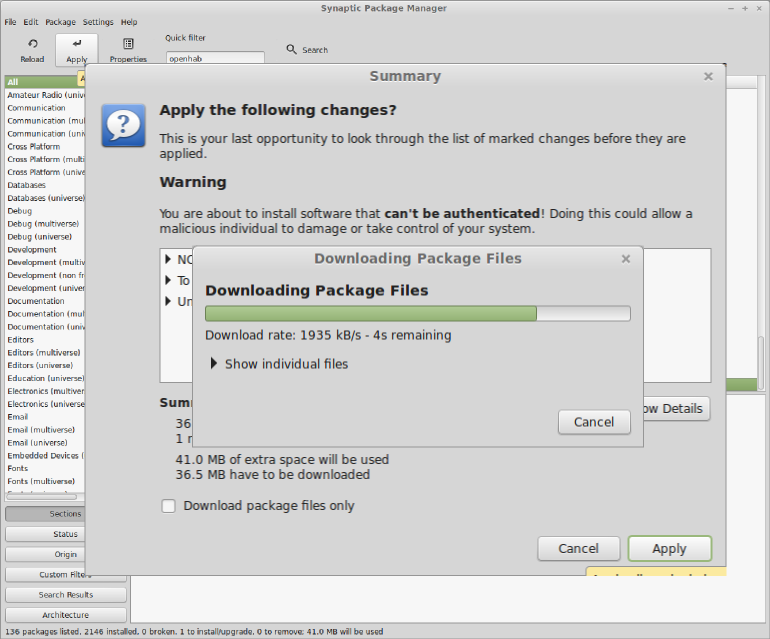 Synaptic Package Manager
File Edit Package Settings Help
Quick filter
Reload Apply Properties
openhab
Search
All
Amateur Radio (univ
Communication
Communication (mul
Communication (univ
Cross Platform
Cross Platform (multi
Cross Platform (unive
Databases
Databases (universe)
Debug
Debug (multiverse)
Debug (universe)
Development
Development (multiv
Development (non fr
Development (univer
Documentation
Documentation (mul
Documentation (univ
Editors
Editors (multiverse)
Editors (universe)
Education (universe)
Electronics (multiver
Electronics (universe
Email
Email (multiverse)
Email (universe)
Embedded Devices (
Fonts
Fonts (multiverse)
Sections
Status
Origin
Custom Filters
Search Results
Architecture
Summary
Apply the following changes?
This is your last opportunity to look through the list of marked changes before they are
applied.
Warning
You are about to install software that can't be authenticated! Doing this could allow a
malicious individual to damage or take control of your system.
NO
To
Un
Downloading Package Files
Downloading Package Files
Download rate: 1935 kB/s - 4s remaining
Show individual files
Cancel
Sum
ow Details
36
1
41.0 MB of extra space will be used
36.5 MB have to be downloaded
Download package files only
Cancel Apply
136 packages listed, 2146 installed, 0 broken. 1 to install/upgrade, 0 to remove; 41.0 MB will be used